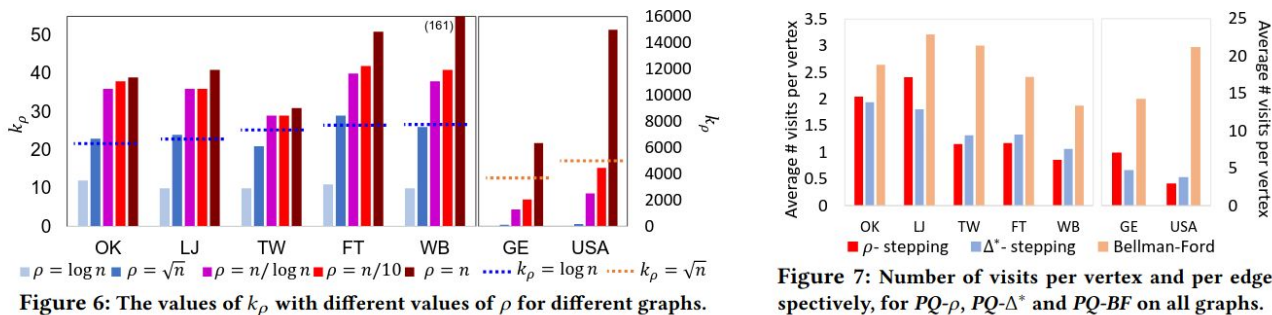 50
40
30
20
10
0
kρ
(161)
16000
14000
12000
10000
8000
6000
4000
2000
0
kρ
OK LJ TW FT WB GE USA
ρ = log n ρ = √n ρ = n/log n ρ = n/10 ρ = n kρ = log n kρ = √n
Figure 6: The values of kρ with different values of ρ for different graphs.
Average # visits per vertex
3.5
3
2.5
2
1.5
1
0.5
0
25
20
15
10
5
0
Average # visits per vertex
OK LJ TW FT WB GE USA
ρ- stepping Δ*- stepping Bellman-Ford
Figure 7: Number of visits per vertex and per edge
spectively, for PQ-ρ, PQ-Δ* and PQ-BF on all graphs.